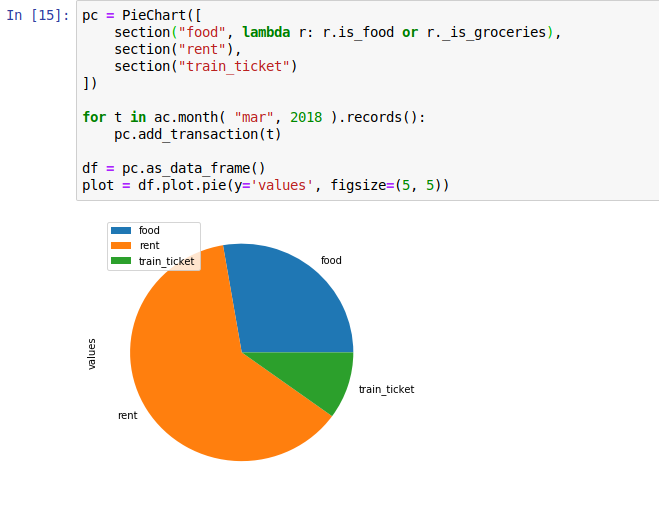 In [15]: pc = PieChart([
    section("food", lambda r: r.is_food or r._is_groceries),
    section("rent"),
    section("train_ticket")
])

for t in ac.month( "mar", 2018 ).records():
    pc.add_transaction(t)

df = pc.as_data_frame()
plot = df.plot.pie(y='values', figsize=(5, 5))
food
rent
train_ticket
food
values
train_ticket
rent